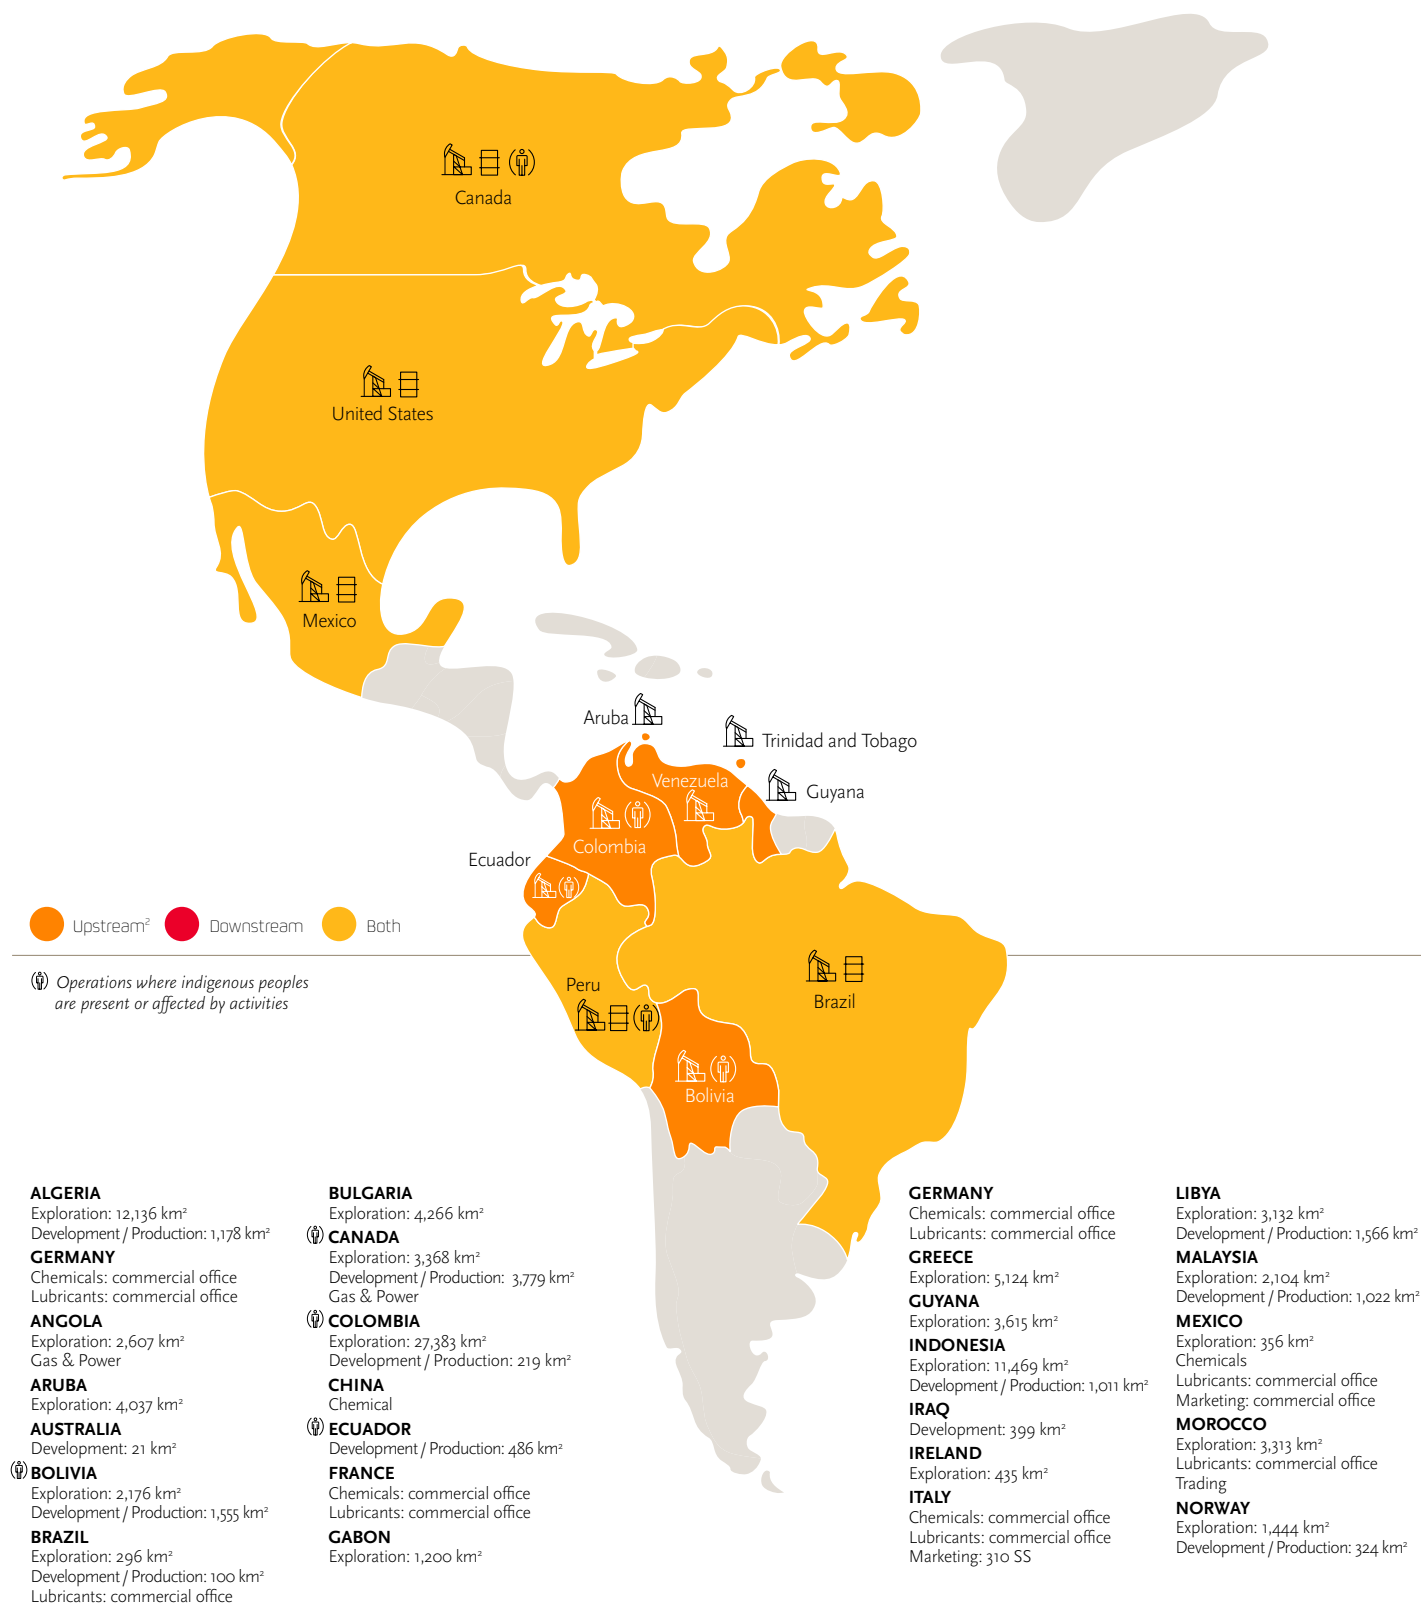 Canada
United States
Mexico
Aruba
Trinidad and Tobago
Venezuela
Guyana
Colombia
Ecuador
Upstream²
Downstream
Both
Operations where indigenous peoples
are present or affected by activities
Peru
Brazil
Bolivia
ALGERIA
Exploration: 12,136 km²
Development / Production: 1,178 km²
GERMANY
Chemicals: commercial office
Lubricants: commercial office
ANGOLA
Exploration: 2,607 km²
Gas & Power
ARUBA
Exploration: 4,037 km²
AUSTRALIA
Development: 21 km²
BOLIVIA
Exploration: 2,176 km²
Development / Production: 1,555 km²
BRAZIL
Exploration: 296 km²
Development / Production: 100 km²
Lubricants: commercial office
BULGARIA
Exploration: 4,266 km²
CANADA
Exploration: 3,368 km²
Development / Production: 3,779 km²
Gas & Power
COLOMBIA
Exploration: 27,383 km²
Development / Production: 219 km²
CHINA
Chemical
ECUADOR
Development / Production: 486 km²
FRANCE
Chemicals: commercial office
Lubricants: commercial office
GABON
Exploration: 1,200 km²
GERMANY
Chemicals: commercial office
Lubricants: commercial office
GREECE
Exploration: 5,124 km²
GUYANA
Exploration: 3,615 km²
INDONESIA
Exploration: 11,469 km²
Development / Production: 1,011 km²
IRAQ
Development: 399 km²
IRELAND
Exploration: 435 km²
ITALY
Chemicals: commercial office
Lubricants: commercial office
Marketing: 310 SS
LIBYA
Exploration: 3,132 km²
Development / Production: 1,566 km²
MALAYSIA
Exploration: 2,104 km²
Development / Production: 1,022 km²
MEXICO
Exploration: 356 km²
Chemicals
Lubricants: commercial office
Marketing: commercial office
MOROCCO
Exploration: 3,313 km²
Lubricants: commercial office
Trading
NORWAY
Exploration: 1,444 km²
Development / Production: 324 km²